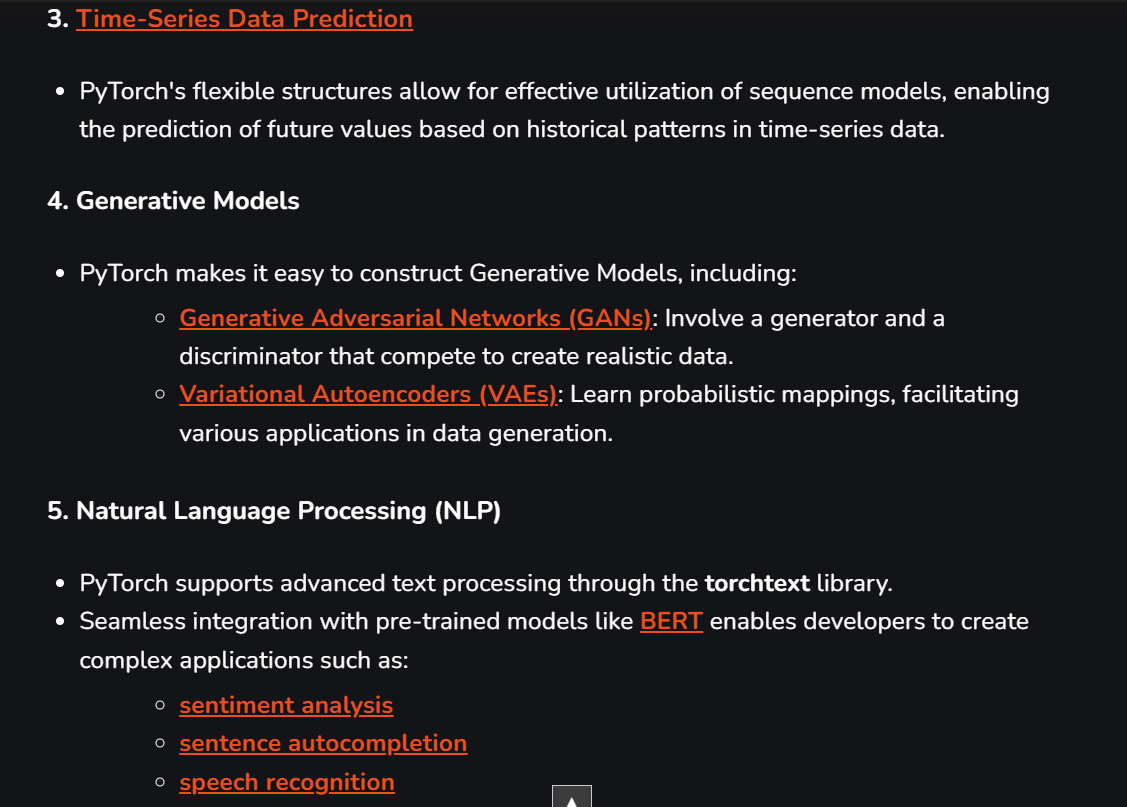 3. Time-Series Data Prediction
• PyTorch's flexible structures allow for effective utilization of sequence models, enabling
the prediction of future values based on historical patterns in time-series data.
4. Generative Models
• PyTorch makes it easy to construct Generative Models, including:
○ Generative Adversarial Networks (GANs): Involve a generator and a
discriminator that compete to create realistic data.
○ Variational Autoencoders (VAEs): Learn probabilistic mappings, facilitating
various applications in data generation.
5. Natural Language Processing (NLP)
• PyTorch supports advanced text processing through the torchtext library.
• Seamless integration with pre-trained models like BERT enables developers to create
complex applications such as:
○ sentiment analysis
○ sentence autocompletion
○ speech recognition